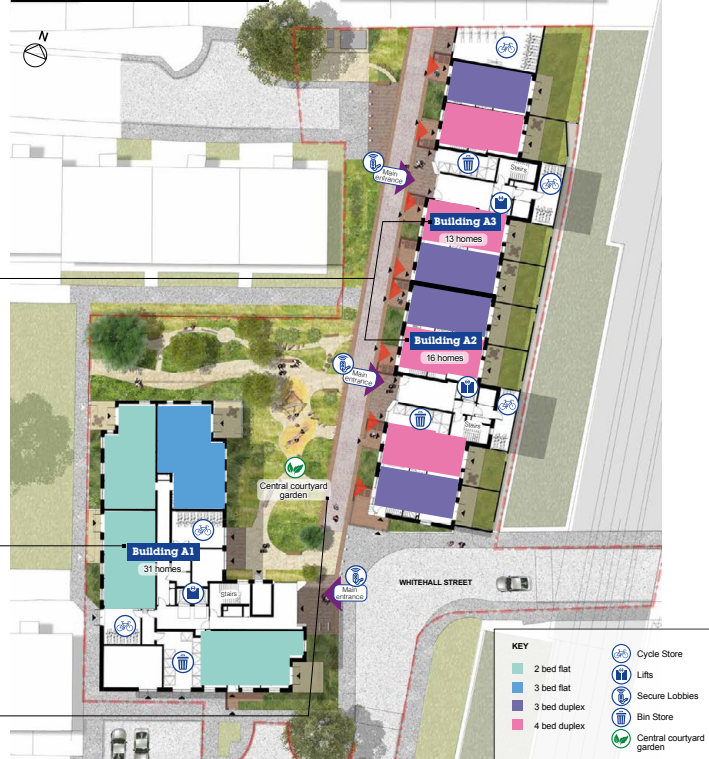 N
Main
entrance
Stairs
Building A3
13 homes
Building A2
16 homes
Main
entrance
Stairs
Central courtyard
garden
Building A1
31 homes
Stairs
Main
entrance
WHITEHALL STREET
KEY
2 bed flat
3 bed flat
3 bed duplex
4 bed duplex
Cycle Store
Lifts
Secure Lobbies
Bin Store
Central courtyard
garden